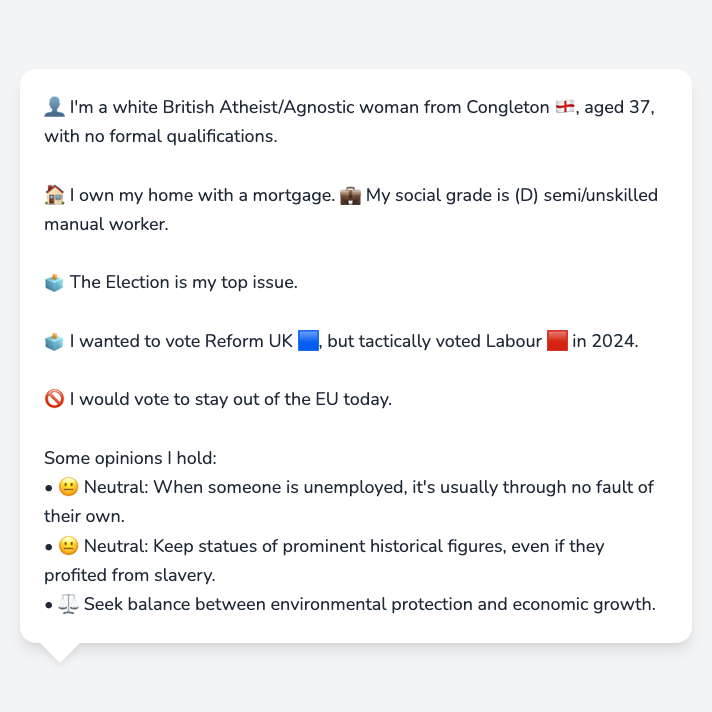 👤 I'm a white British Atheist/Agnostic woman from Congleton 🏴󠁧󠁢󠁥󠁮󠁧󠁿, aged 37,
with no formal qualifications.
🏠 I own my home with a mortgage. 💼 My social grade is (D) semi/unskilled
manual worker.
🗳️ The Election is my top issue.
🗳️ I wanted to vote Reform UK 🟦, but tactically voted Labour 🟥 in 2024.
🚫 I would vote to stay out of the EU today.
Some opinions I hold:
• 😐 Neutral: When someone is unemployed, it's usually through no fault of
their own.
• 😐 Neutral: Keep statues of prominent historical figures, even if they
profited from slavery.
• ⚖️ Seek balance between environmental protection and economic growth.